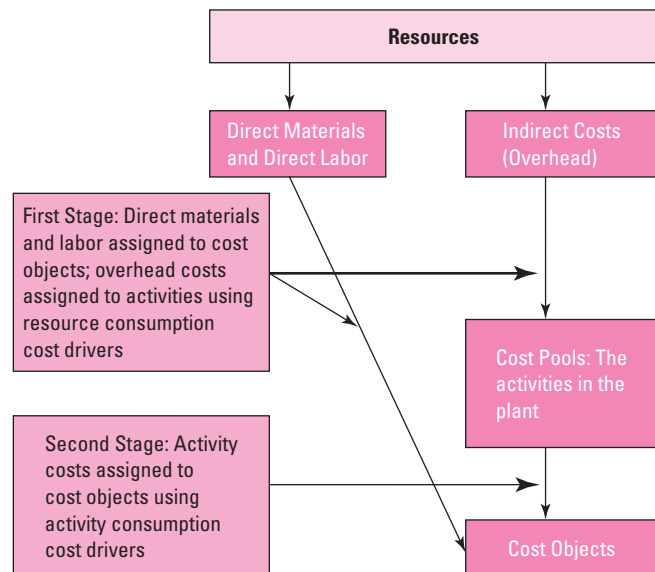 Resources
Direct Materials
and Direct Labor
Indirect Costs
(Overhead)
First Stage: Direct materials
and labor assigned to cost
objects; overhead costs
assigned to activities using
resource consumption
cost drivers
Cost Pools: The
activities in the
plant
Second Stage: Activity
costs assigned to
cost objects using
activity consumption
cost drivers
Cost Objects